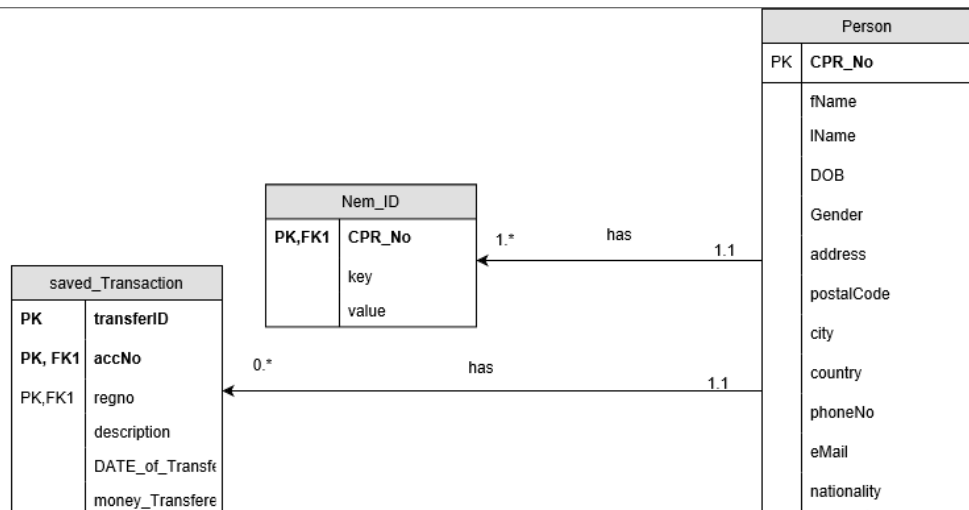 Person
PK CPR_No
fName
lName
DOB
Gender
address
postalCode
city
country
phoneNo
eMail
nationality
Nem_ID
PK,FK1 CPR_No
key
value
1.* has 1.1
saved_Transaction
PK transferID
PK, FK1 accNo
PK,FK1 regno
description
DATE_of_Transfe
money_Transfere
0.* has 1.1